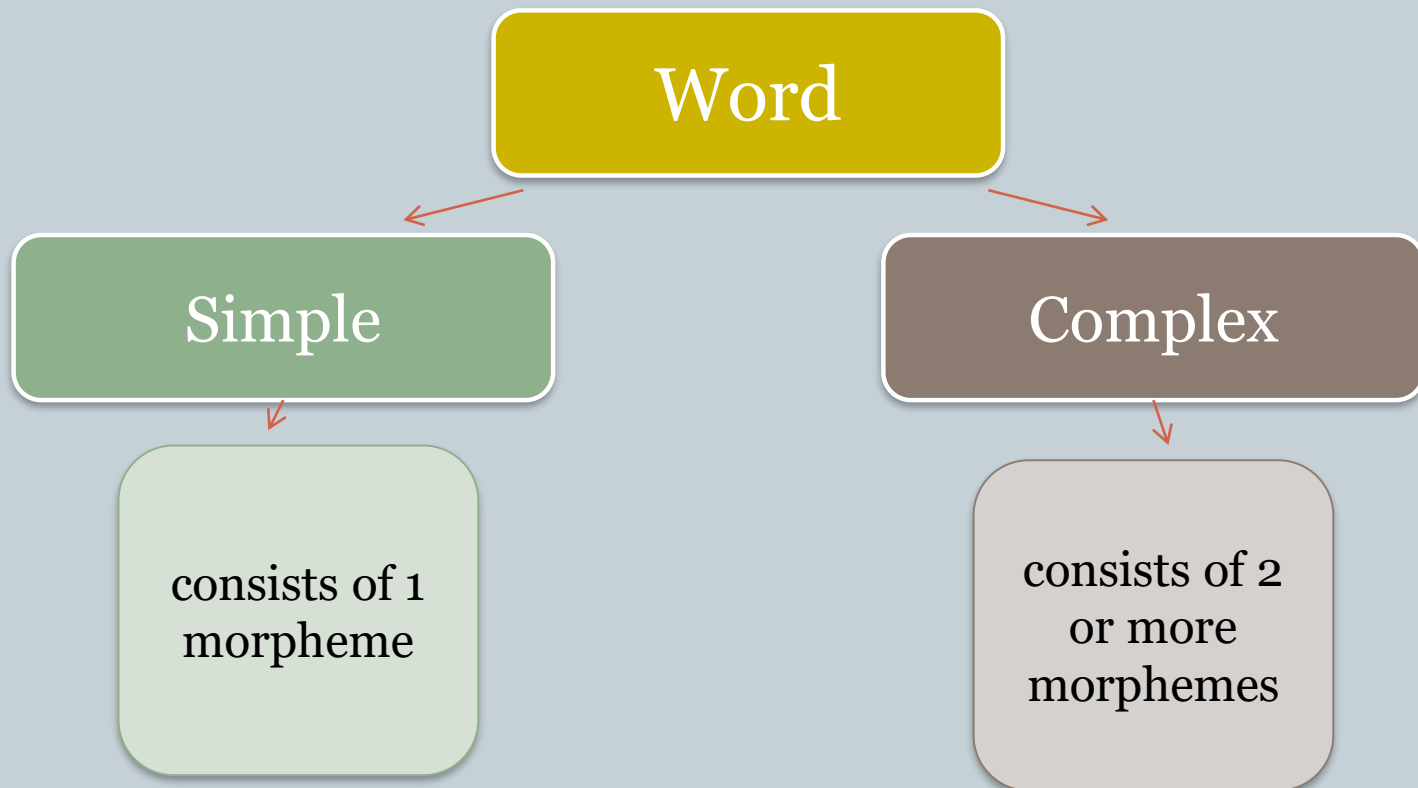 Word
Simple
Complex
consists of 1
morpheme
consists of 2
or more
morphemes